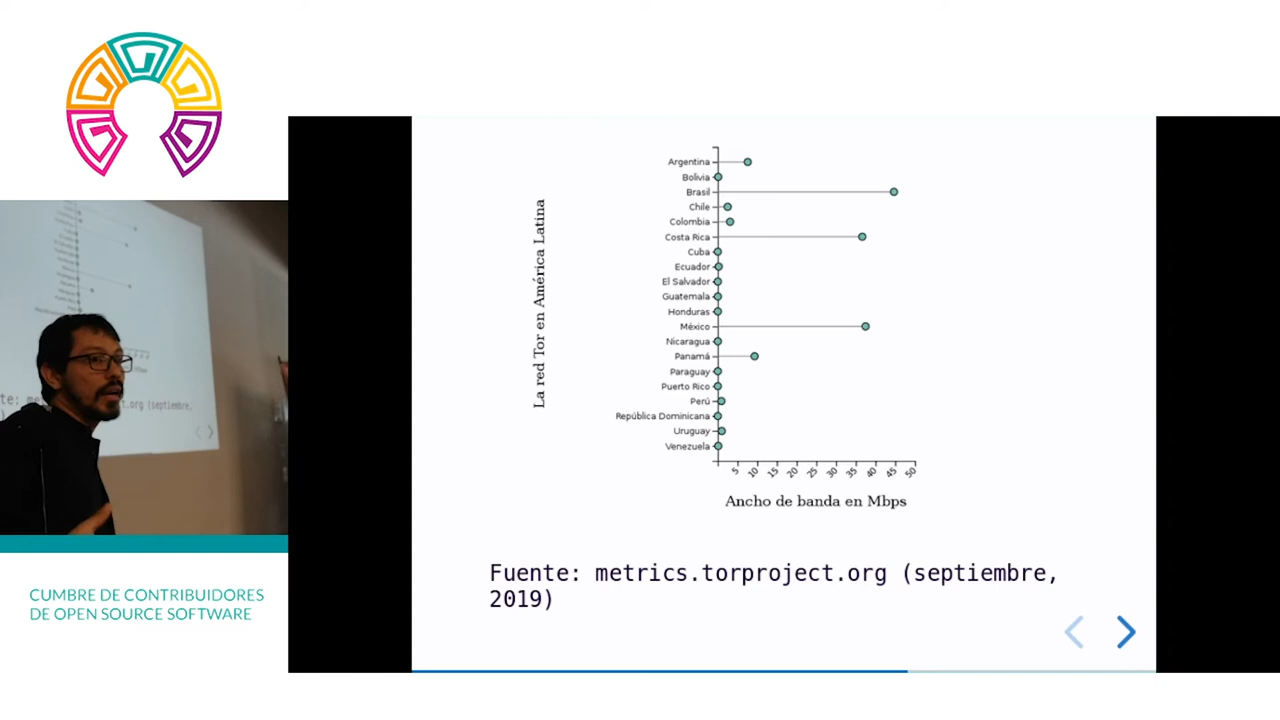 La red Tor en América Latina
Argentina
Bolivia
Brasil
Chile
Colombia
Costa Rica
Cuba
Ecuador
El Salvador
Guatemala
Honduras
México
Nicaragua
Panamá
Paraguay
Puerto Rico
Perú
República Dominicana
Uruguay
Venezuela
5 10 15 20 25 30 35 40 45 50
Ancho de banda en Mbps
Fuente: metrics.torproject.org (septiembre,
2019)
(septiembre,
CUMBRE DE CONTRIBUIDORES
DE OPEN SOURCE SOFTWARE